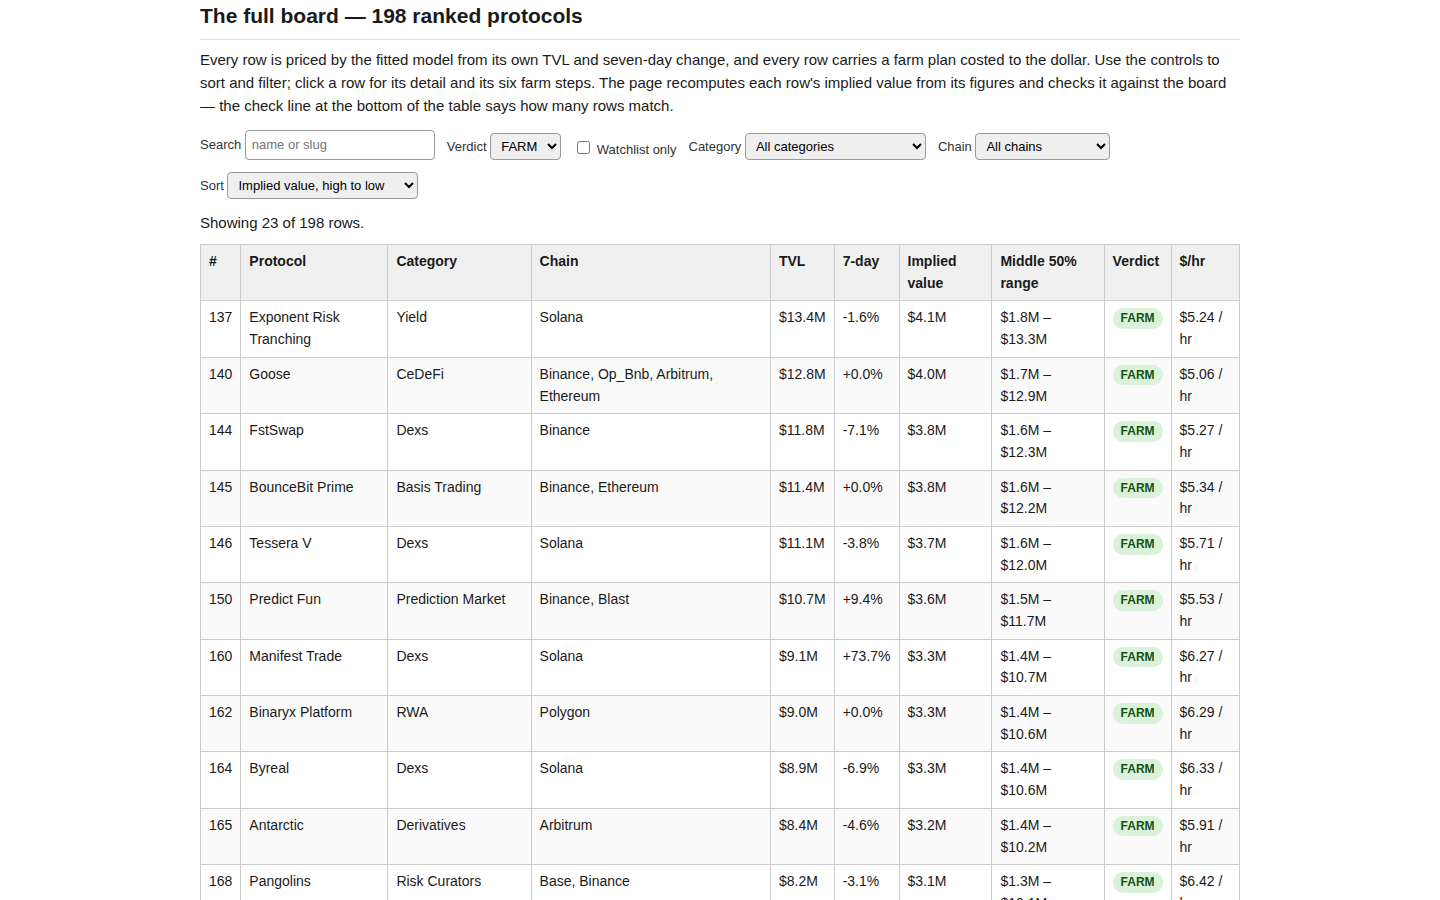 The full board — 198 ranked protocols
Every row is priced by the fitted model from its own TVL and seven-day change, and every row carries a farm plan costed to the dollar. Use the controls to
sort and filter; click a row for its detail and its six farm steps. The page recomputes each row's implied value from its figures and checks it against the board
— the check line at the bottom of the table says how many rows match.
Search name or slug Verdict FARM Watchlist only Category All categories Chain All chains
Sort Implied value, high to low
Showing 23 of 198 rows.
# Protocol Category Chain TVL 7-day Implied value Middle 50% range Verdict $/hr
137 Exponent Risk Tranching Yield Solana $13.4M -1.6% $4.1M $1.8M – $13.3M FARM $5.24 / hr
140 Goose CeDeFi Binance, Op_Bnb, Arbitrum, Ethereum $12.8M +0.0% $4.0M $1.7M – $12.9M FARM $5.06 / hr
144 FstSwap Dexs Binance $11.8M -7.1% $3.8M $1.6M – $12.3M FARM $5.27 / hr
145 BounceBit Prime Basis Trading Binance, Ethereum $11.4M +0.0% $3.8M $1.6M – $12.2M FARM $5.34 / hr
146 Tessera V Dexs Solana $11.1M -3.8% $3.7M $1.6M – $12.0M FARM $5.71 / hr
150 Predict Fun Prediction Market Binance, Blast $10.7M +9.4% $3.6M $1.5M – $11.7M FARM $5.53 / hr
160 Manifest Trade Dexs Solana $9.1M +73.7% $3.3M $1.4M – $10.7M FARM $6.27 / hr
162 Binaryx Platform RWA Polygon $9.0M +0.0% $3.3M $1.4M – $10.6M FARM $6.29 / hr
164 Byreal Dexs Solana $8.9M -6.9% $3.3M $1.4M – $10.6M FARM $6.33 / hr
165 Antarctic Derivatives Arbitrum $8.4M -4.6% $3.2M $1.4M – $10.2M FARM $5.91 / hr
168 Pangolins Risk Curators Base, Binance $8.2M -3.1% $3.1M $1.3M – FARM $6.42 /